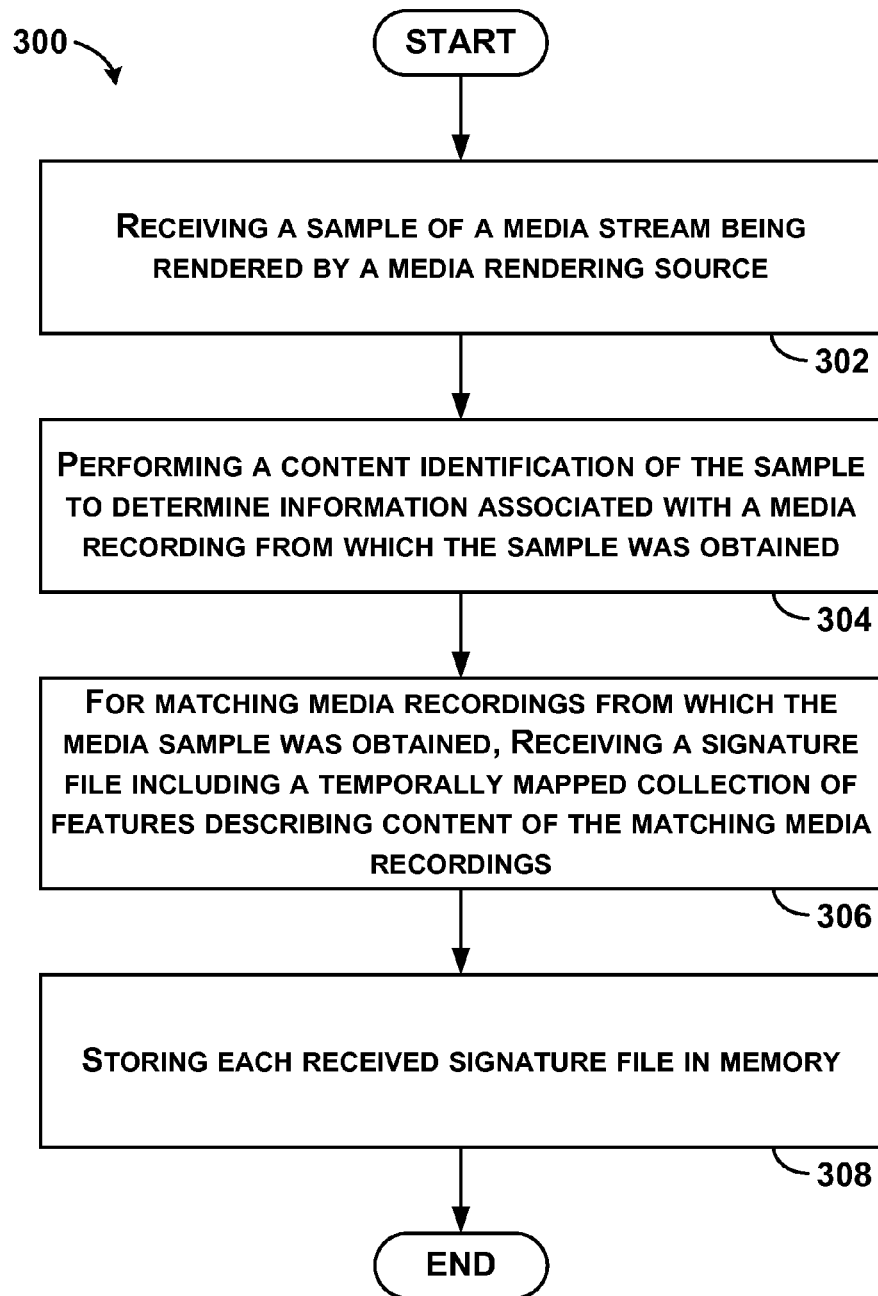 300
START
RECEIVING A SAMPLE OF A MEDIA STREAM BEING
RENDERED BY A MEDIA RENDERING SOURCE
302
PERFORMING A CONTENT IDENTIFICATION OF THE SAMPLE
TO DETERMINE INFORMATION ASSOCIATED WITH A MEDIA
RECORDING FROM WHICH THE SAMPLE WAS OBTAINED
304
FOR MATCHING MEDIA RECORDINGS FROM WHICH THE
MEDIA SAMPLE WAS OBTAINED, RECEIVING A SIGNATURE
FILE INCLUDING A TEMPORALLY MAPPED COLLECTION OF
FEATURES DESCRIBING CONTENT OF THE MATCHING MEDIA
RECORDINGS
306
STORING EACH RECEIVED SIGNATURE FILE IN MEMORY
308
END